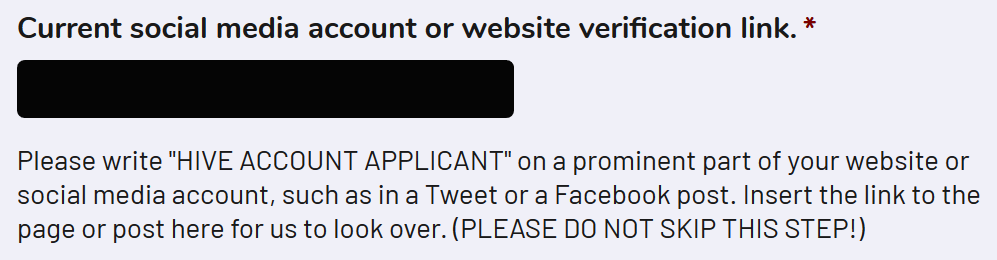 Current social media account or website verification link. *
Please write "HIVE ACCOUNT APPLICANT" on a prominent part of your website or
social media account, such as in a Tweet or a Facebook post. Insert the link to the
page or post here for us to look over. (PLEASE DO NOT SKIP THIS STEP!)